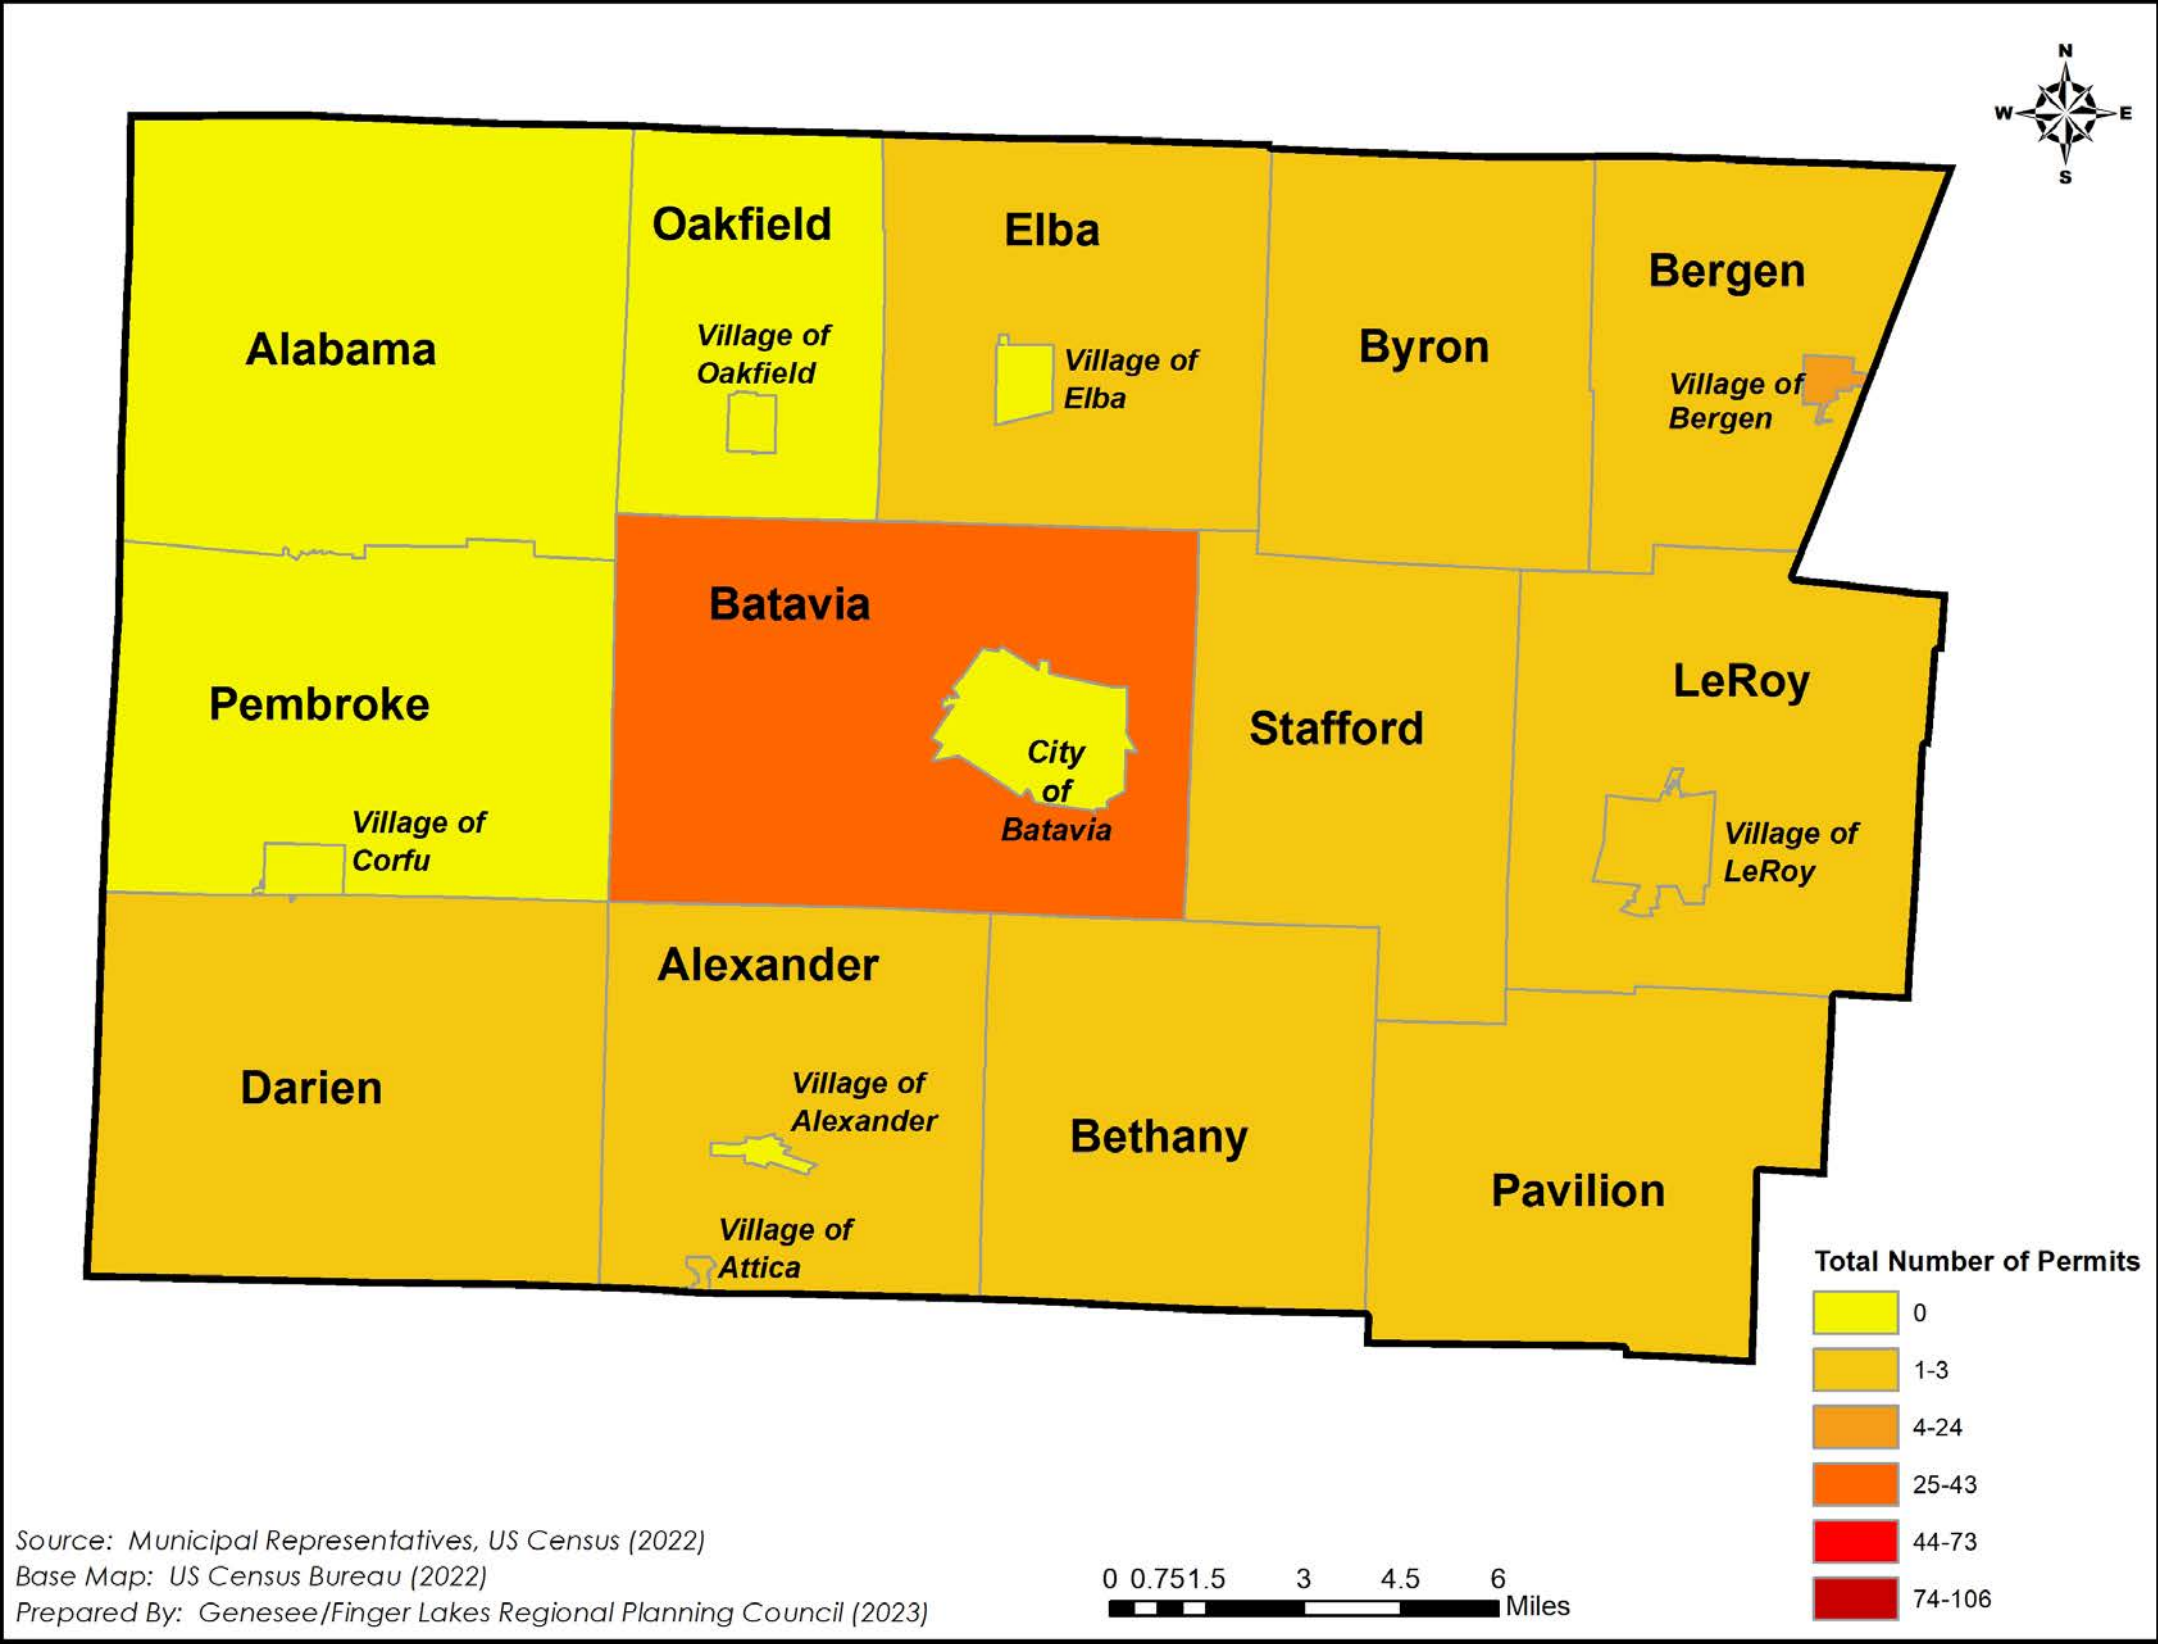 N
W E
S
Oakfield
Elba
Bergen
Alabama
Village of
Oakfield
Village of
Elba
Byron
Village of
Bergen
Batavia
Pembroke
LeRoy
Stafford
City
of
Batavia
Village of
Corfu
Village of
LeRoy
Alexander
Darien
Village of
Alexander
Bethany
Pavilion
Village of
Attica
Total Number of Permits
0
1-3
4-24
25-43
44-73
74-106
Source: Municipal Representatives, US Census (2022)
Base Map: US Census Bureau (2022)
Prepared By: Genesee/Finger Lakes Regional Planning Council (2023)
0 0.75 1.5 3 4.5 6
Miles